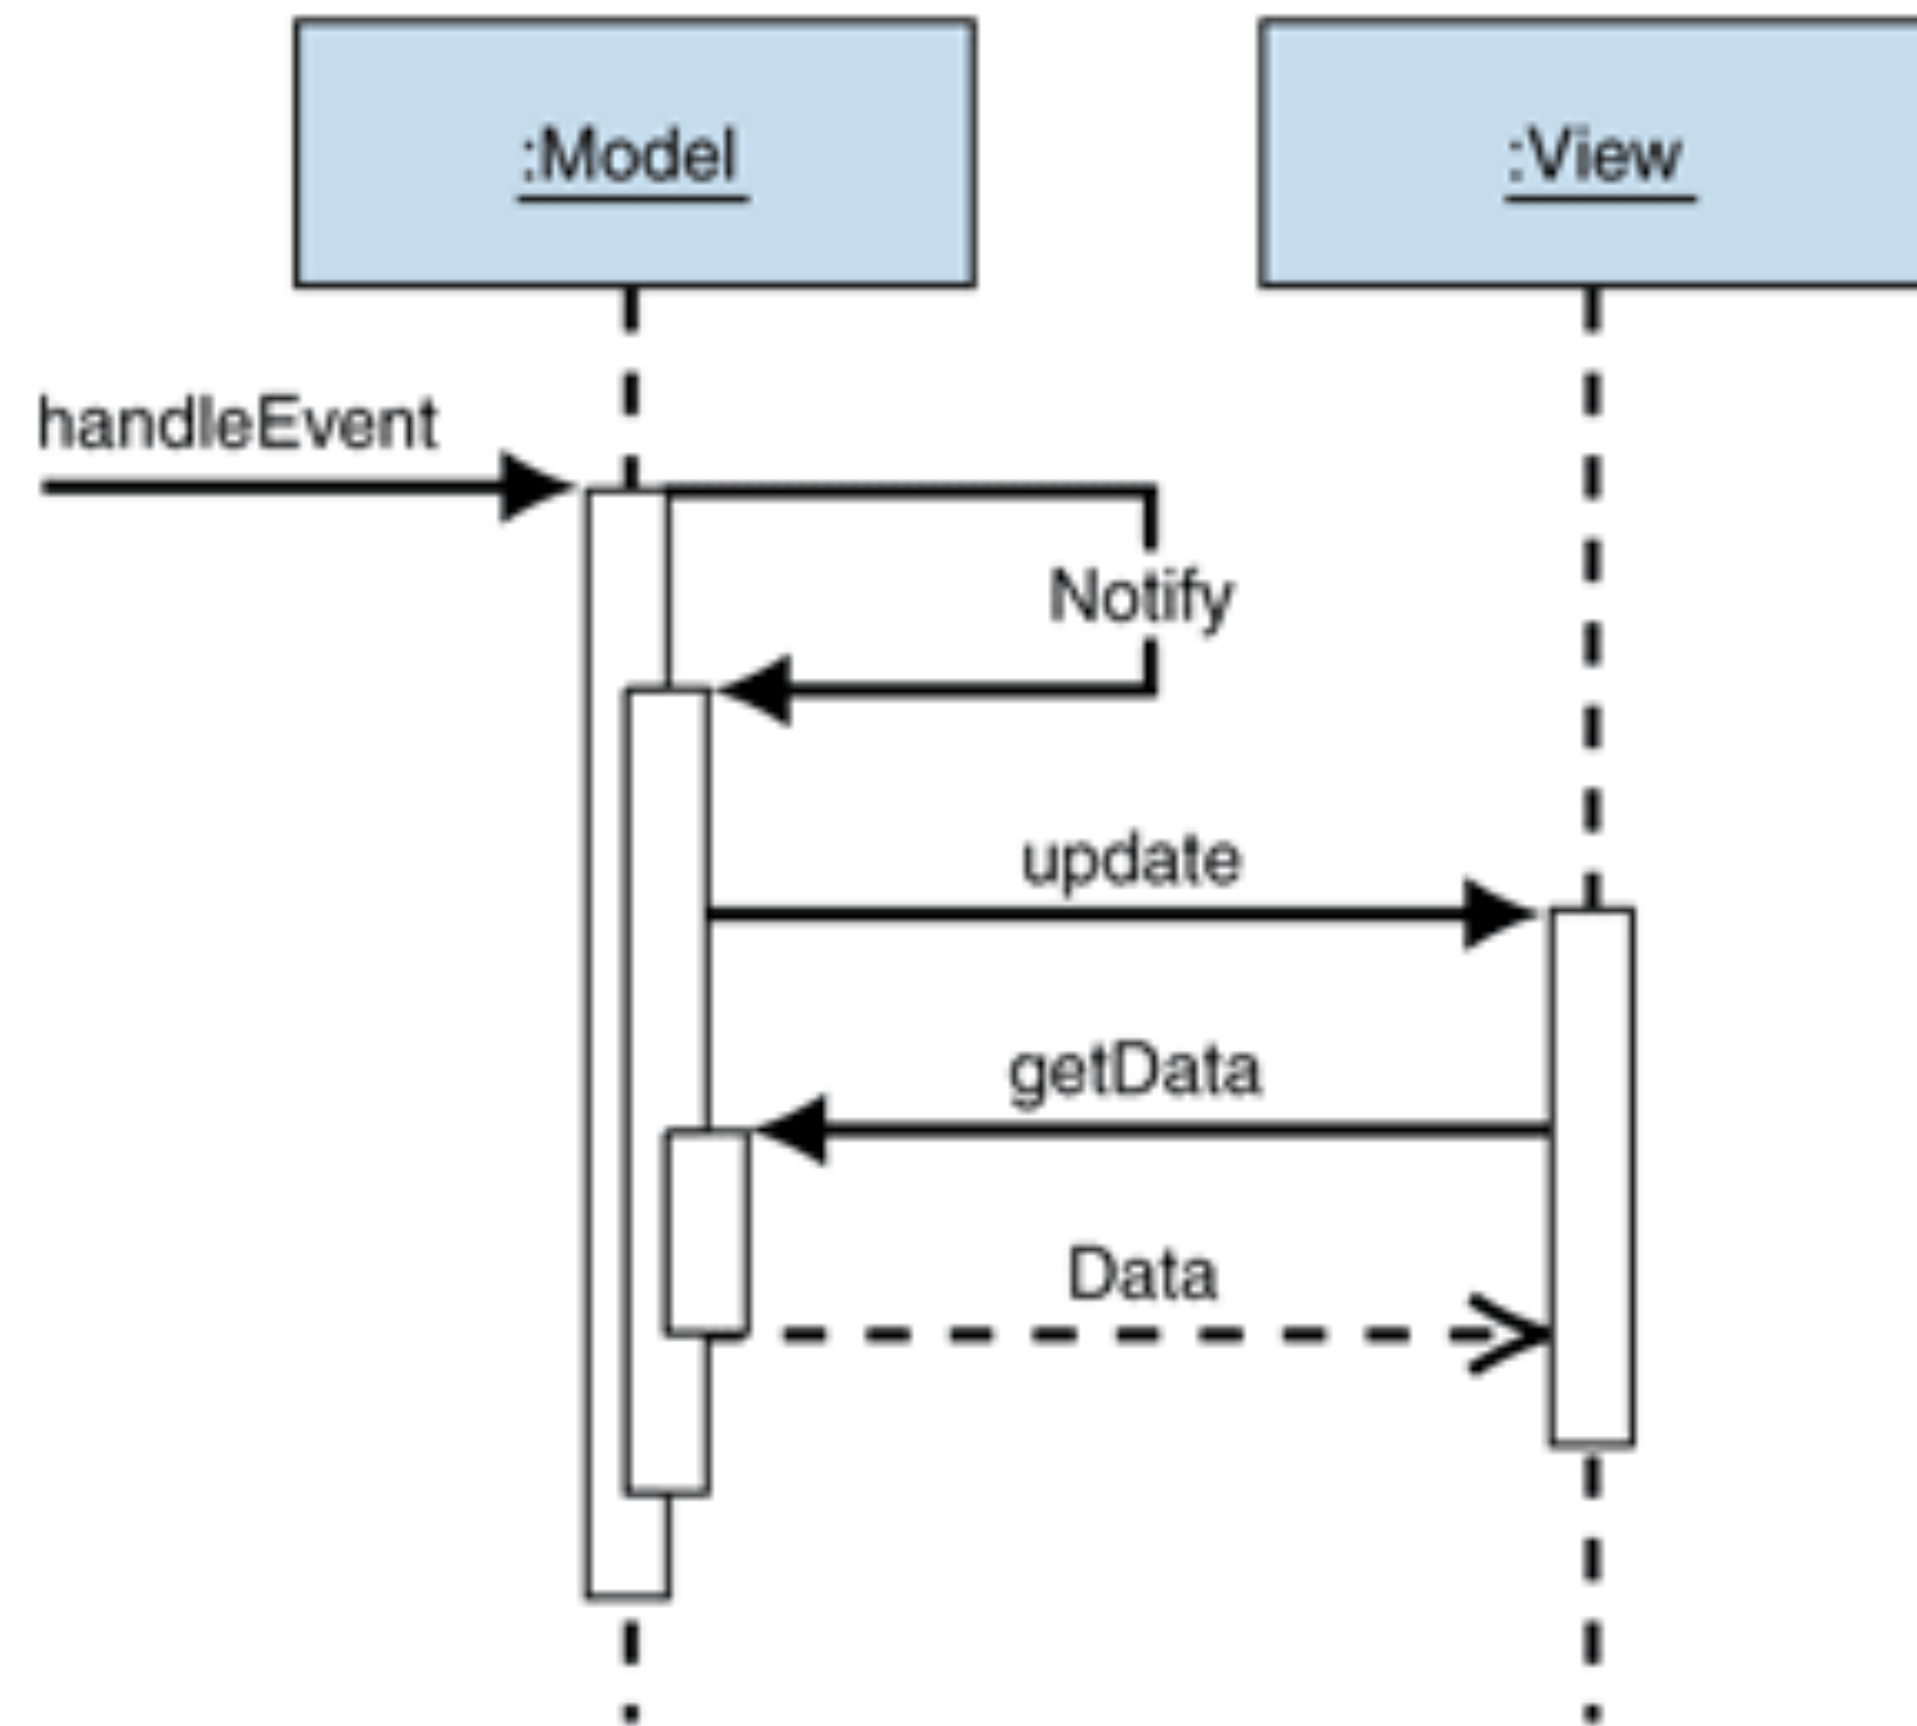 :Model
:View
handleEvent
Notify
update
getData
Data